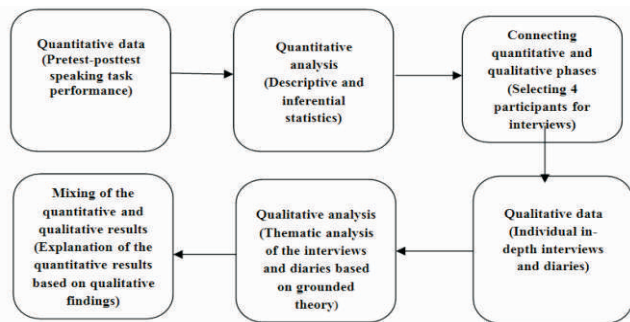 Quantitative data
(Pretest-posttest
speaking task
performance)
Quantitative
analysis
(Descriptive and
inferential
statistics)
Connecting
quantitative and
qualitative phases
(Selecting 4
participants for
interviews)
Qualitative data
(Individual in-
depth interviews
and diaries)
Qualitative analysis
(Thematic analysis
of the interviews
and diaries based
on grounded
theory)
Mixing of the
quantitative and
qualitative results
(Explanation of the
quantitative results
based on qualitative
findings)